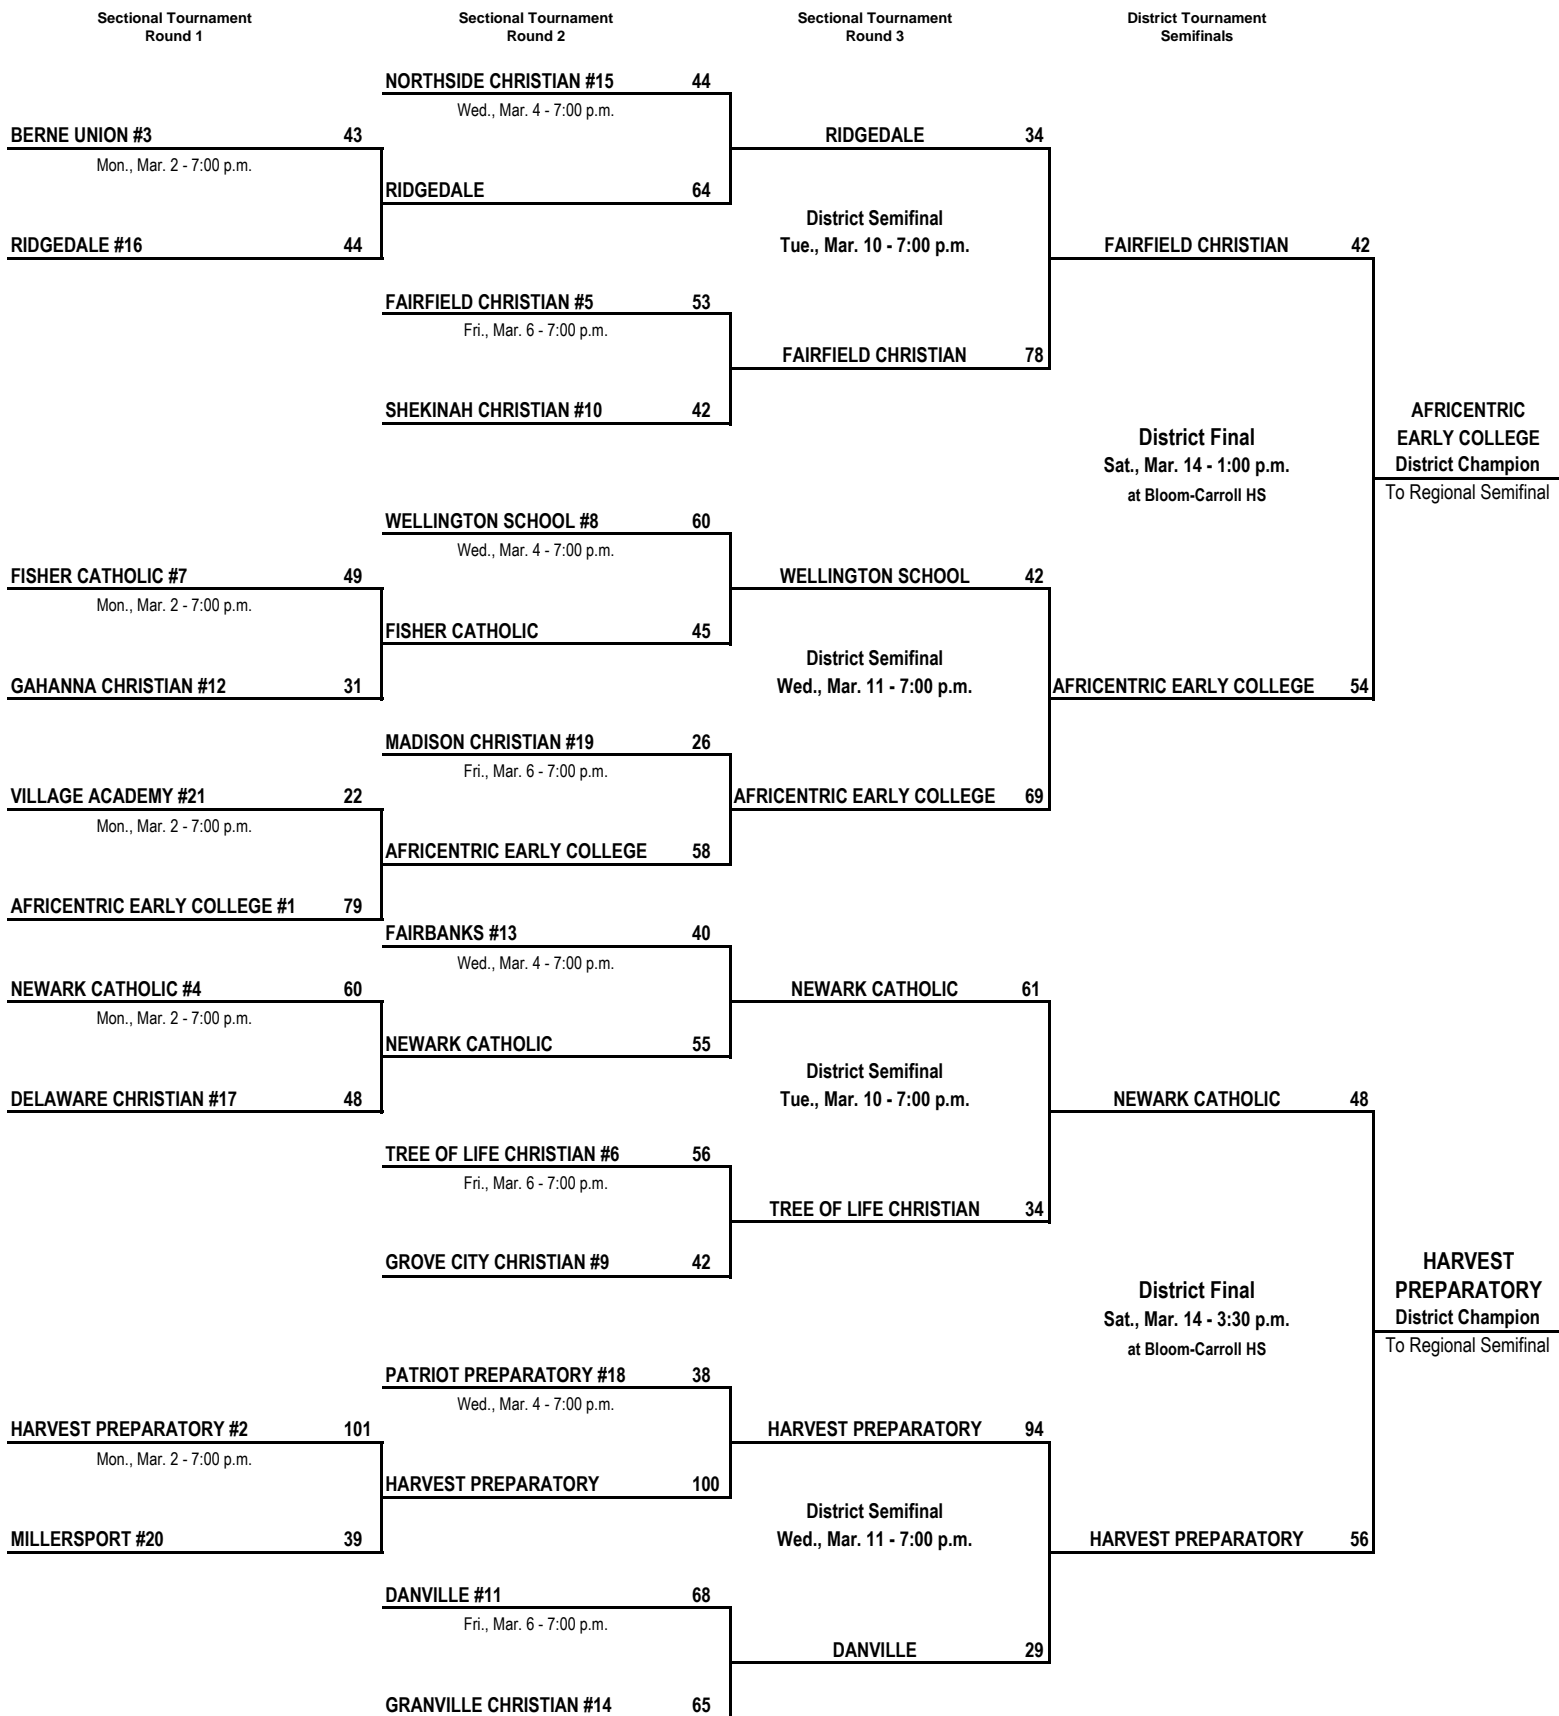 Sectional Tournament
Round 1
Sectional Tournament
Round 2
Sectional Tournament
Round 3
District Tournament
Semifinals
NORTHSIDE CHRISTIAN #15 44
Wed., Mar. 4 - 7:00 p.m.
BERNE UNION #3 43
RIDGEDALE 34
Mon., Mar. 2 - 7:00 p.m.
RIDGEDALE 64
District Semifinal
RIDGEDALE #16 44
Tue., Mar. 10 - 7:00 p.m.
FAIRFIELD CHRISTIAN 42
FAIRFIELD CHRISTIAN #5 53
Fri., Mar. 6 - 7:00 p.m.
FAIRFIELD CHRISTIAN 78
SHEKINAH CHRISTIAN #10 42
AFRICENTRIC
EARLY COLLEGE
District Final
Sat., Mar. 14 - 1:00 p.m.
District Champion
at Bloom-Carroll HS
To Regional Semifinal
WELLINGTON SCHOOL #8 60
Wed., Mar. 4 - 7:00 p.m.
FISHER CATHOLIC #7 49
WELLINGTON SCHOOL 42
Mon., Mar. 2 - 7:00 p.m.
FISHER CATHOLIC 45
District Semifinal
GAHANNA CHRISTIAN #12 31
Wed., Mar. 11 - 7:00 p.m.
AFRICENTRIC EARLY COLLEGE 54
MADISON CHRISTIAN #19 26
Fri., Mar. 6 - 7:00 p.m.
VILLAGE ACADEMY #21 22
AFRICENTRIC EARLY COLLEGE 69
Mon., Mar. 2 - 7:00 p.m.
AFRICENTRIC EARLY COLLEGE 58
AFRICENTRIC EARLY COLLEGE #1 79
FAIRBANKS #13 40
Wed., Mar. 4 - 7:00 p.m.
NEWARK CATHOLIC #4 60
NEWARK CATHOLIC 61
Mon., Mar. 2 - 7:00 p.m.
NEWARK CATHOLIC 55
District Semifinal
DELAWARE CHRISTIAN #17 48
Tue., Mar. 10 - 7:00 p.m.
NEWARK CATHOLIC 48
TREE OF LIFE CHRISTIAN #6 56
Fri., Mar. 6 - 7:00 p.m.
TREE OF LIFE CHRISTIAN 34
GROVE CITY CHRISTIAN #9 42
HARVEST
PREPARATORY
District Final
Sat., Mar. 14 - 3:30 p.m.
District Champion
at Bloom-Carroll HS
To Regional Semifinal
PATRIOT PREPARATORY #18 38
Wed., Mar. 4 - 7:00 p.m.
HARVEST PREPARATORY #2 101
HARVEST PREPARATORY 94
Mon., Mar. 2 - 7:00 p.m.
HARVEST PREPARATORY 100
District Semifinal
MILLERSPORT #20 39
Wed., Mar. 11 - 7:00 p.m.
HARVEST PREPARATORY 56
DANVILLE #11 68
Fri., Mar. 6 - 7:00 p.m.
DANVILLE 29
GRANVILLE CHRISTIAN #14 65